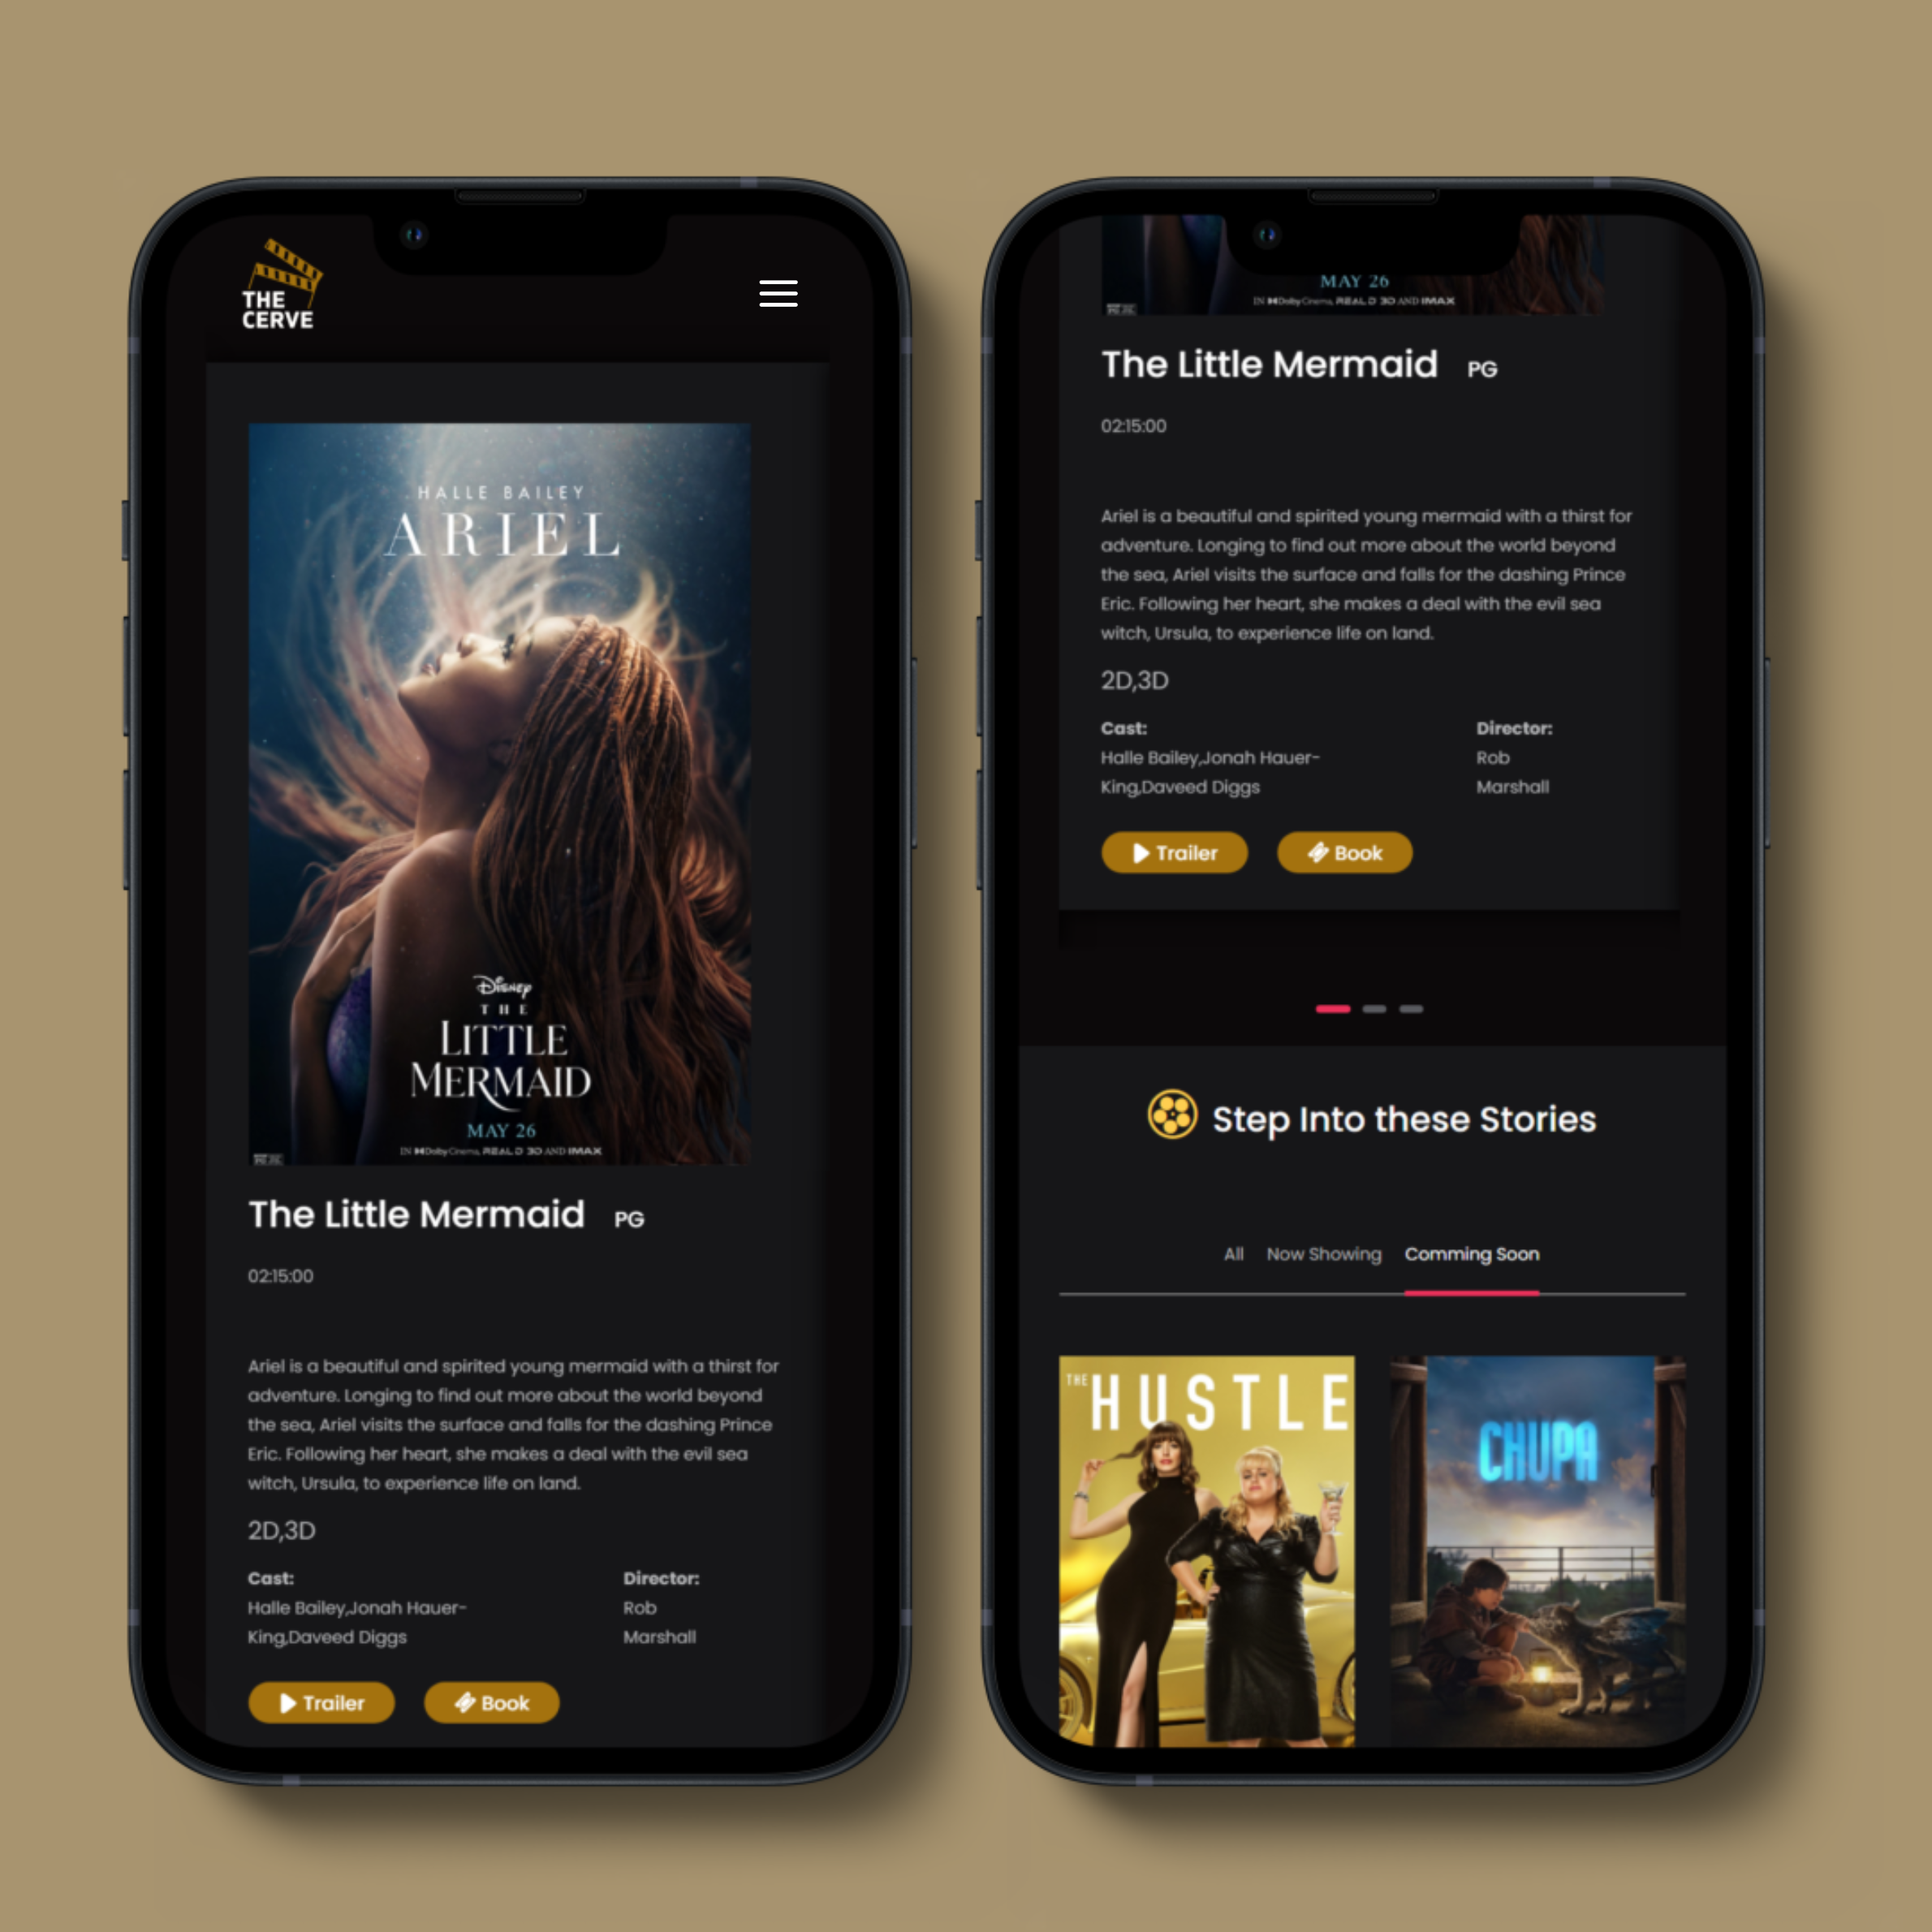 THE
CERVE
HALLE BAILEY
ARIEL
Disney
THE
LITTLE
MERMAID
MAY 26
IN Dolby Cinema, REAL D 3D AND IMAX
The Little Mermaid PG
02:15:00
Ariel is a beautiful and spirited young mermaid with a thirst for
adventure. Longing to find out more about the world beyond
the sea, Ariel visits the surface and falls for the dashing Prince
Eric. Following her heart, she makes a deal with the evil sea
witch, Ursula, to experience life on land.
2D,3D
Cast: Director:
Halle Bailey,Jonah Hauer- Rob
King,Daveed Diggs Marshall
Trailer Book
MAY 26
IN Dolby Cinema, REAL D 3D AND IMAX
The Little Mermaid PG
02:15:00
Ariel is a beautiful and spirited young mermaid with a thirst for
adventure. Longing to find out more about the world beyond
the sea, Ariel visits the surface and falls for the dashing Prince
Eric. Following her heart, she makes a deal with the evil sea
witch, Ursula, to experience life on land.
2D,3D
Cast: Director:
Halle Bailey,Jonah Hauer- Rob
King,Daveed Diggs Marshall
Trailer Book
Step Into these Stories
All Now Showing Comming Soon
THE HUSTLE
CHUPA